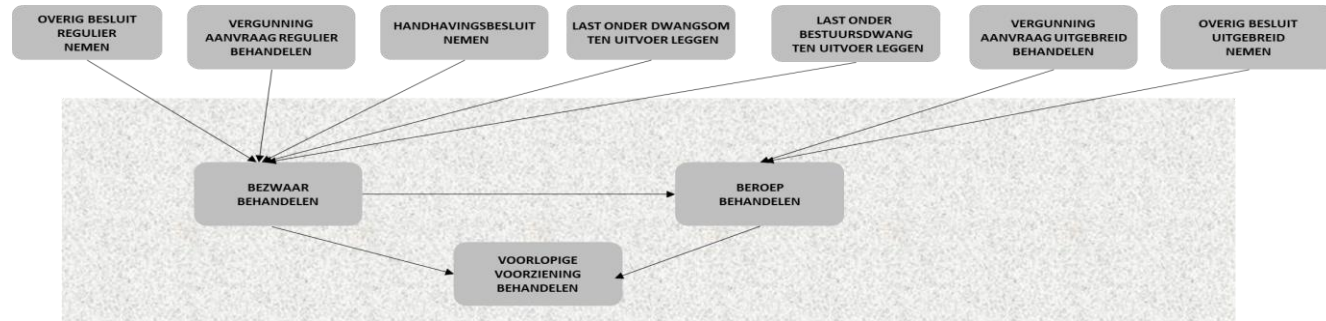 OVERIG BESLUIT
REGULIER
NEMEN
VERGUNNING
AANVRAAG REGULIER
BEHANDELEN
HANDHAVINGSBESLUIT
NEMEN
LAST ONDER DWANGSOM
TEN UITVOER LEGGEN
LAST ONDER
BESTUURSDWANG
TEN UITVOER LEGGEN
VERGUNNING
AANVRAAG UITGEBREID
BEHANDELEN
OVERIG BESLUIT
UITGEBREID
NEMEN
BEZWAAR
BEHANDELEN
BEROEP
BEHANDELEN
VOORLOPIGE
VOORZIENING
BEHANDELEN